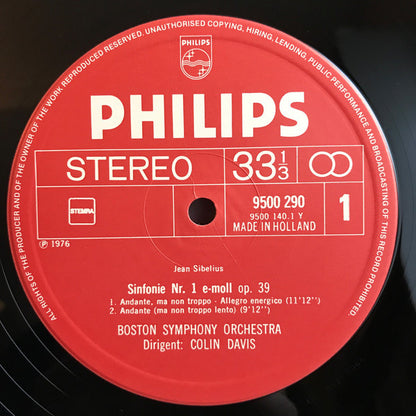 ALL RIGHTS OF THE PRODUCER AND OF THE OWNER OF THE WORK REPRODUCED RESERVED. UNAUTHORISED COPYING, HIRING, LENDING, PUBLIC PERFORMANCE AND BROADCASTING OF THIS RECORD PROHIBITED
PHILIPS
PHILIPS
STEREO 33 1/3
STEMRA
9500 290
9500 140.1 Y
MADE IN HOLLAND
1
℗ 1976
Jean Sibelius
Sinfonie Nr. 1 e-moll op. 39
1. Andante, ma non troppo - Allegro energico (11'12'')
2. Andante (ma non troppo lento) (9'12'')
BOSTON SYMPHONY ORCHESTRA
Dirigent: COLIN DAVIS